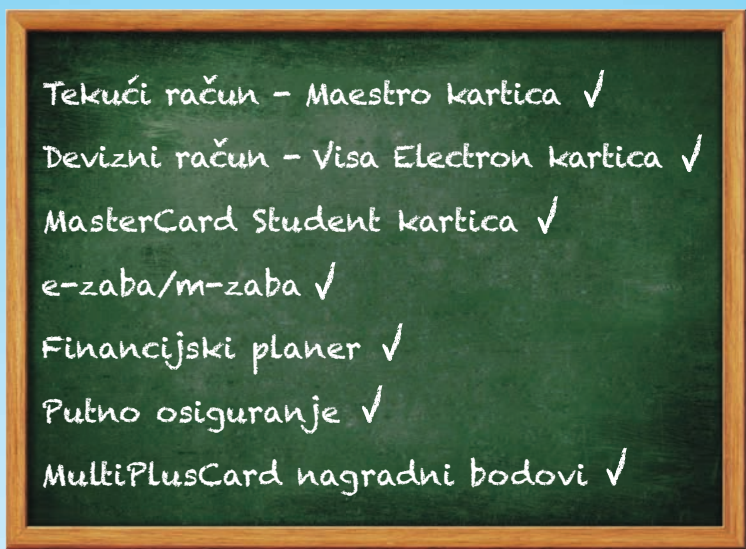 Tekući račun - Maestro kartica ✓
Devizni račun - Visa Electron kartica ✓
MasterCard Student kartica ✓
e-zaba/m-zaba ✓
Financijski planer ✓
Putno osiguranje ✓
MultiPlusCard nagradni bodovi ✓